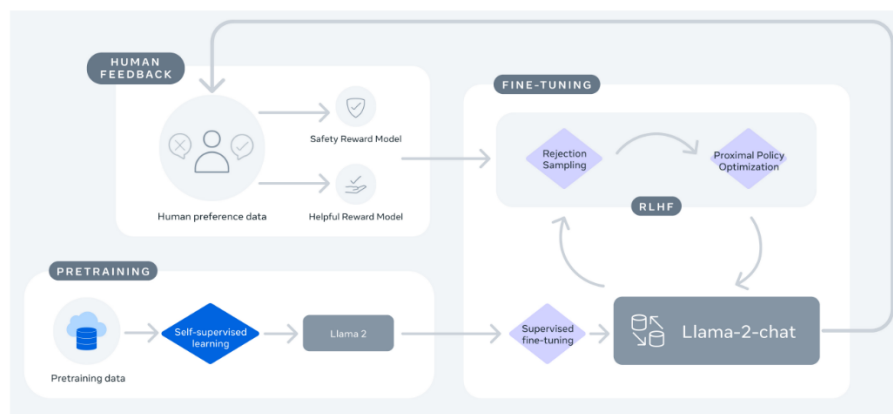 HUMAN
FEEDBACK
Safety Reward Model
Human preference data
Helpful Reward Model
FINE-TUNING
Rejection
Sampling
Proximal Policy
Optimization
RLHF
PRETRAINING
Pretraining data
Self-supervised
learning
Llama 2
Supervised
fine-tuning
Llama-2-chat